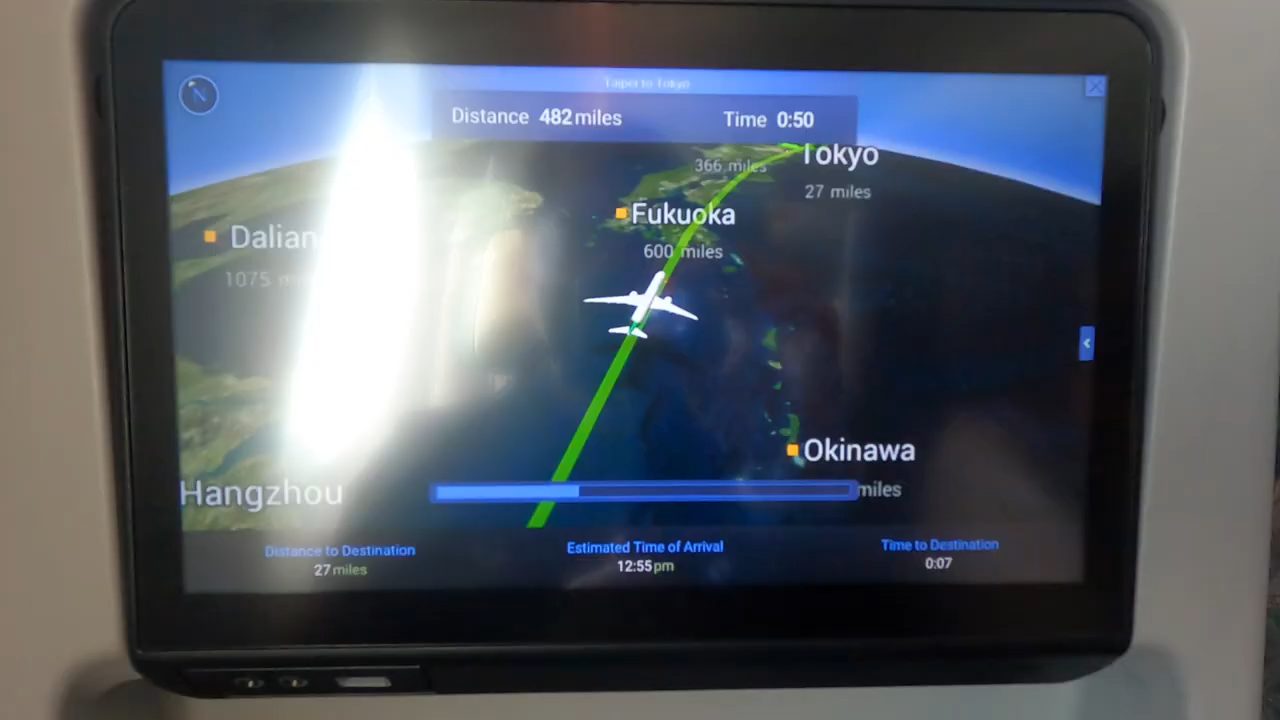 N
Taipei to Tokyo
Distance 482 miles Time 0:50
Tokyo
366 miles
27 miles
Fukuoka
600 miles
Dalian
1075
Okinawa
miles
Hangzhou
Distance to Destination
27 miles
Estimated Time of Arrival
12:55 pm
Time to Destination
0:07